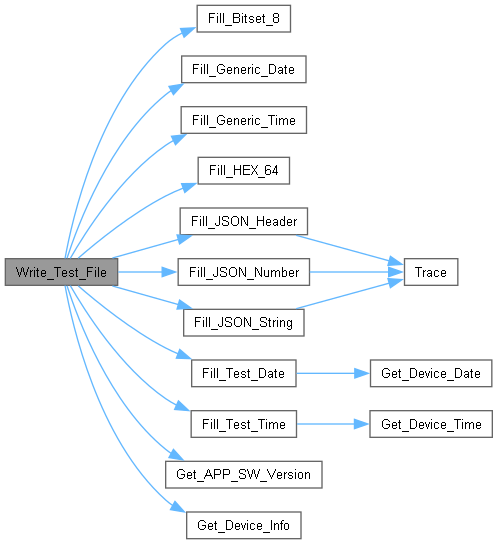 Fill_Bitset_8
Fill_Generic_Date
Fill_Generic_Time
Fill_HEX_64
Fill_JSON_Header
Write_Test_File
Fill_JSON_Number
Trace
Fill_JSON_String
Fill_Test_Date
Get_Device_Date
Fill_Test_Time
Get_Device_Time
Get_APP_SW_Version
Get_Device_Info